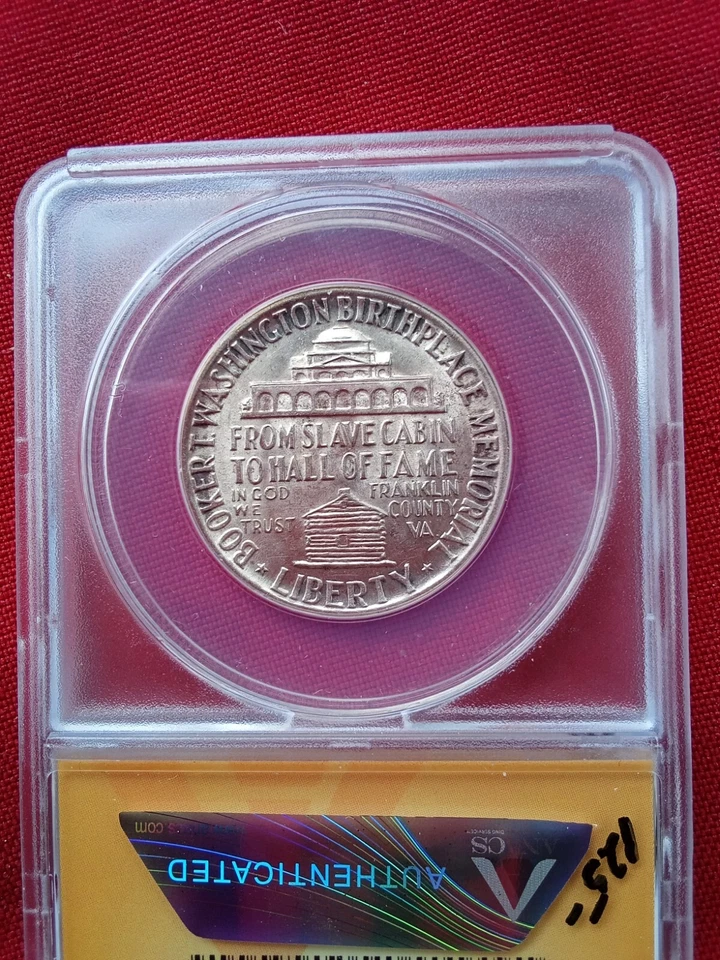 BOOKER T. WASHINGTON BIRTHPLACE MEMORIAL
FROM SLAVE CABIN
TO HALL OF FAME
IN GOD
WE
TRUST
FRANKLIN
COUNTY
VA.
★ LIBERTY ★
125
AUTHENTICATED
.com